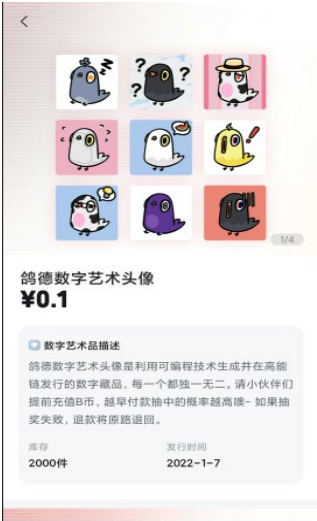 1/4
鸽德数字艺术头像
¥0.1
数字艺术品描述
鸽德数字艺术头像是利用可编程技术生成并在高能
链发行的数字藏品，每一个都独一无二。请小伙伴们
提前充值B币，越早付款抽中的概率越高噢~ 如果抽
奖失败，退款将原路退回。
库存 发行时间
2000件 2022-1-7